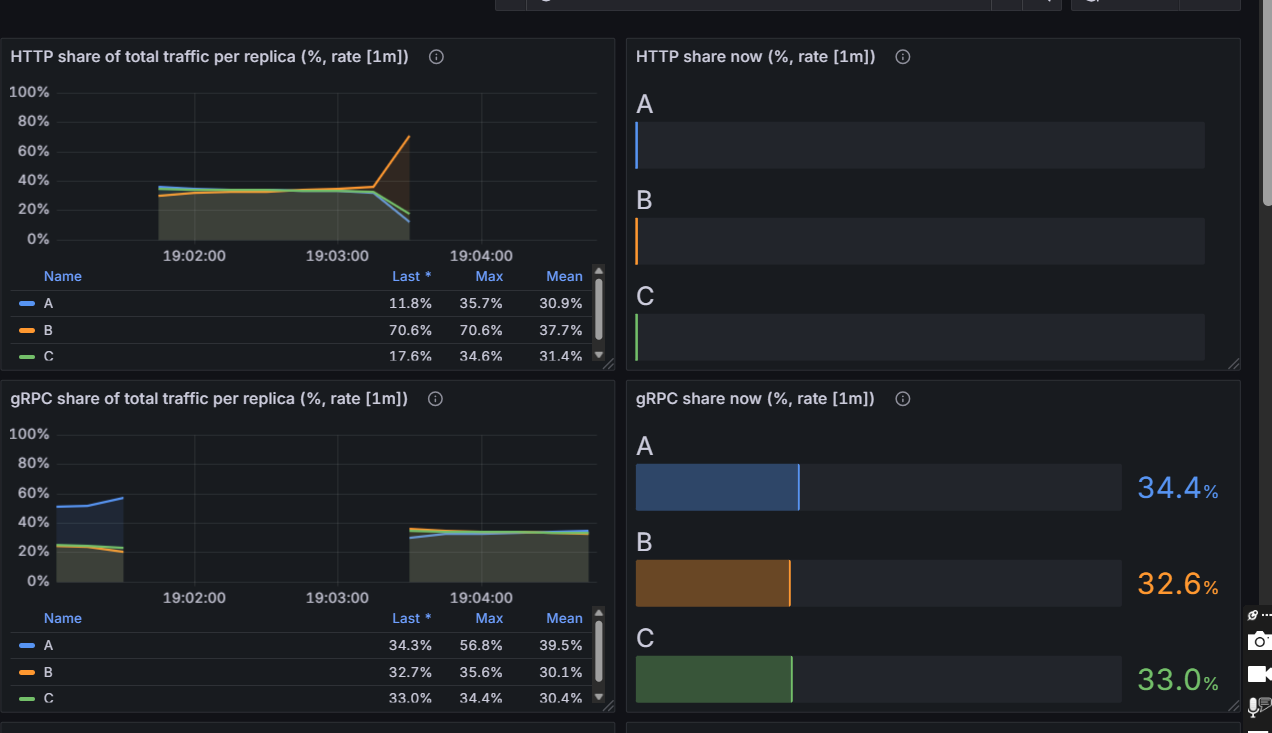 HTTP share of total traffic per replica (%, rate [1m])
100%
80%
60%
40%
20%
0%
19:02:00 19:03:00 19:04:00
Name Last * Max Mean
A 11.8% 35.7% 30.9%
B 70.6% 70.6% 37.7%
C 17.6% 34.6% 31.4%
HTTP share now (%, rate [1m])
A
B
C
gRPC share of total traffic per replica (%, rate [1m])
100%
80%
60%
40%
20%
0%
19:02:00 19:03:00 19:04:00
Name Last * Max Mean
A 34.3% 56.8% 39.5%
B 32.7% 35.6% 30.1%
C 33.0% 34.4% 30.4%
gRPC share now (%, rate [1m])
A
34.4%
B
32.6%
C
33.0%